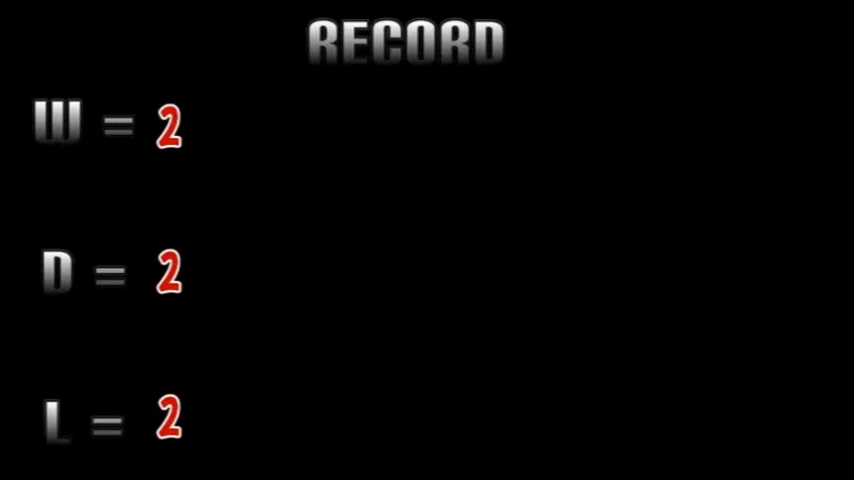 RECORD
W = 2
D = 2
L = 2